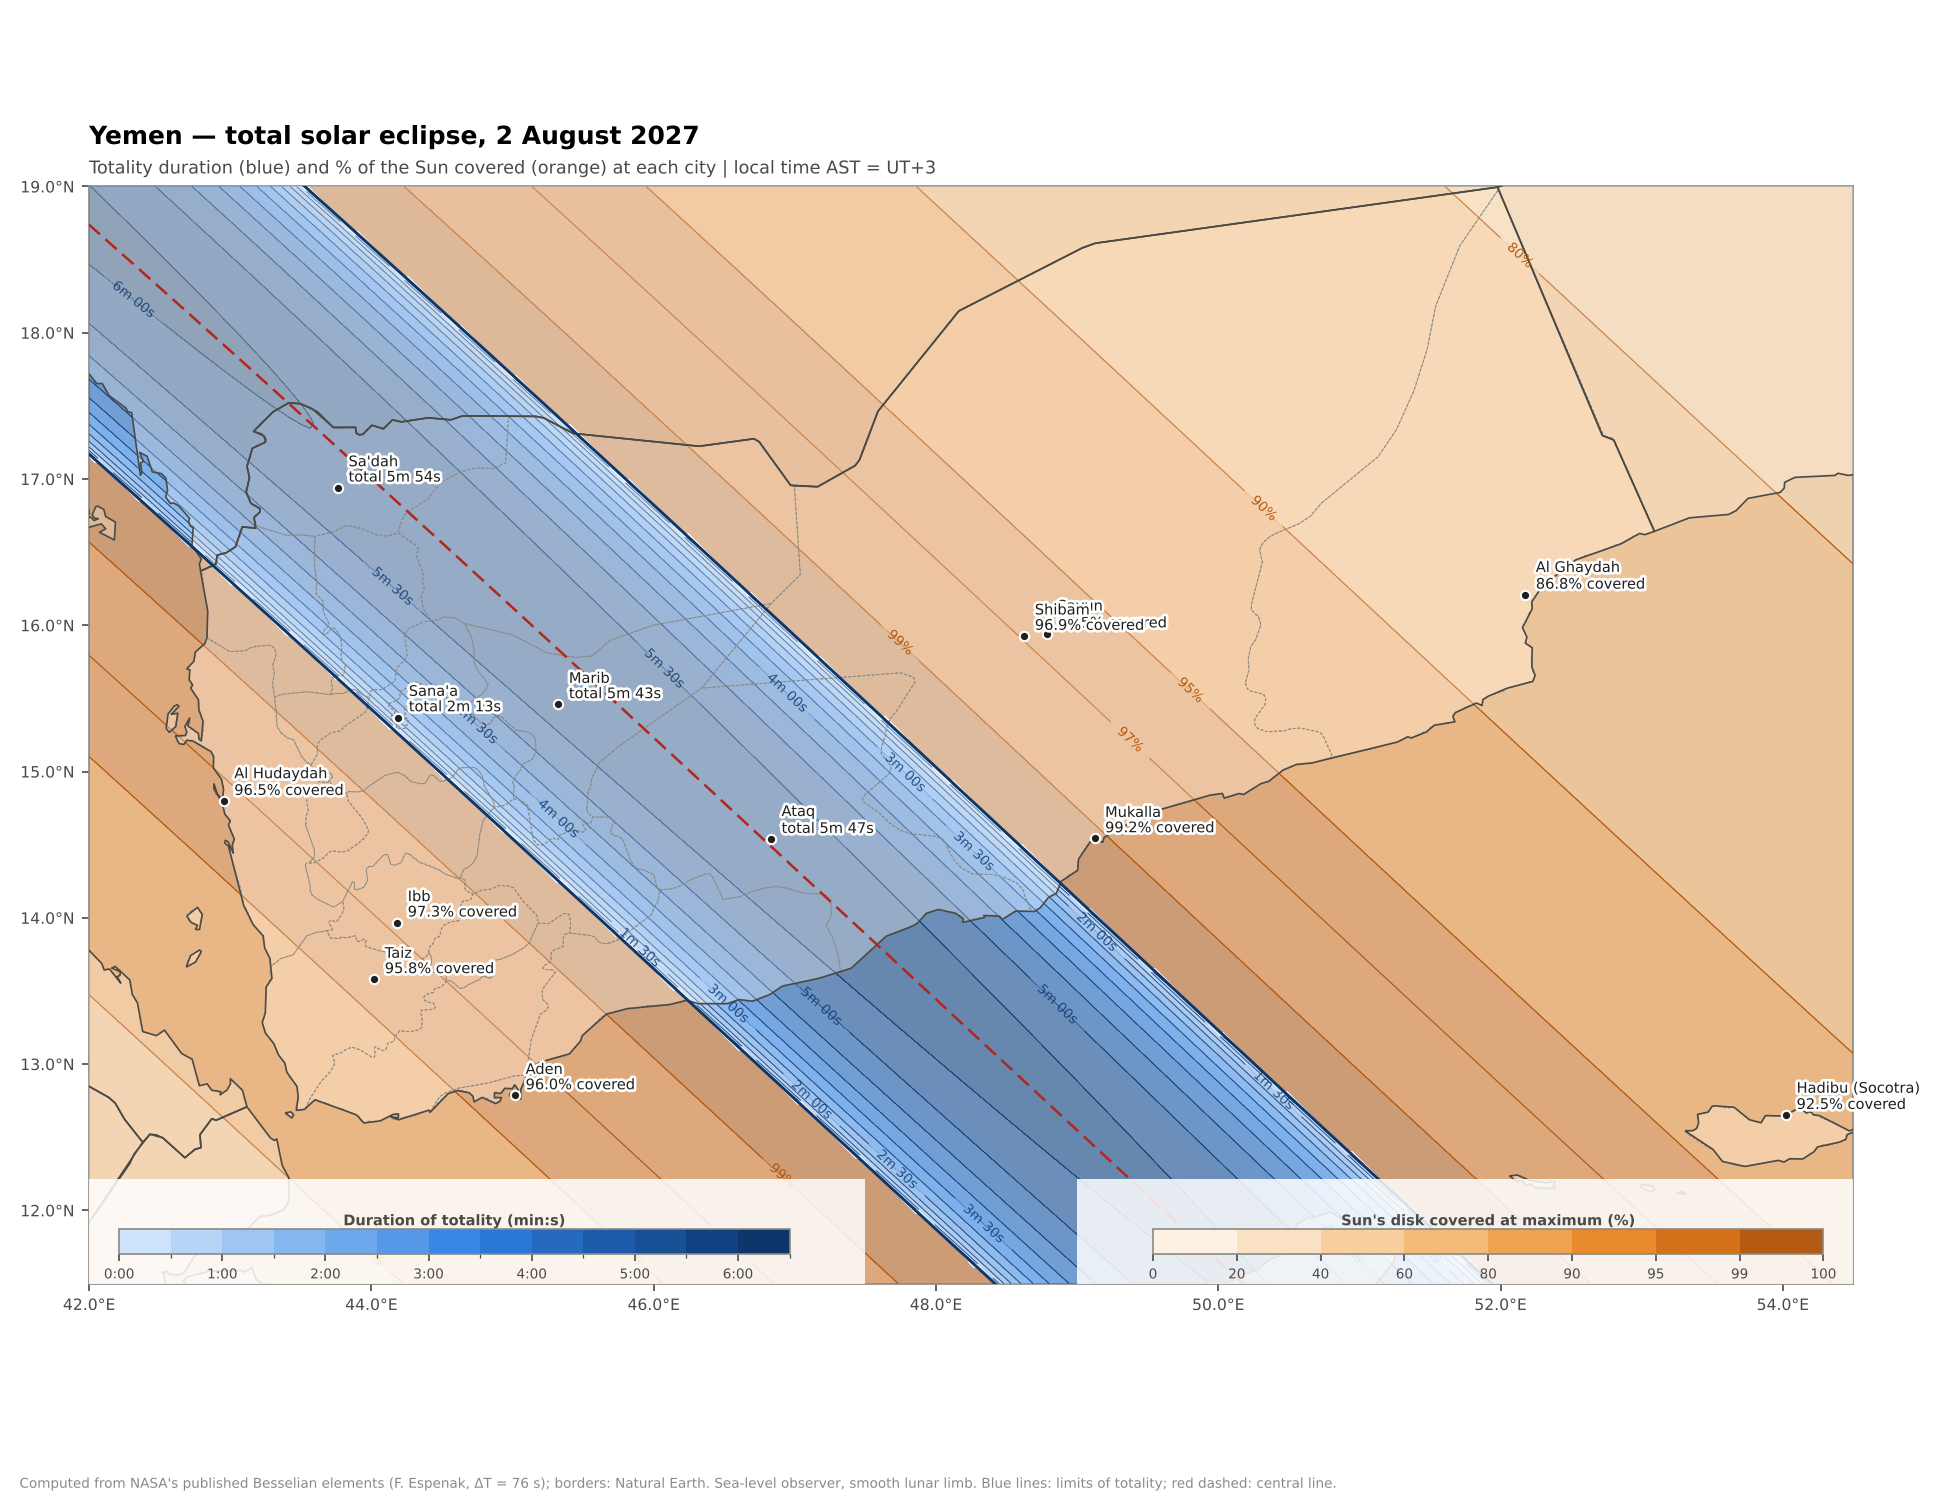 Yemen — total solar eclipse, 2 August 2027
Totality duration (blue) and % of the Sun covered (orange) at each city | local time AST = UT+3
19.0°N
18.0°N
17.0°N
16.0°N
15.0°N
14.0°N
13.0°N
12.0°N
80%
6m 00s
Sa'dah
total 5m 54s
90%
5m 30s
Al Ghaydah
86.8% covered
Shibam
96.9% covered
99%
5m 30s
4m 00s
95%
Marib
total 5m 43s
Sana'a
total 2m 13s
30s
97%
3m 00s
Al Hudaydah
96.5% covered
4m 00s
Ataq
total 5m 47s
Mukalla
99.2% covered
3m 30s
Ibb
97.3% covered
2m 00s
1m 30s
Taiz
95.8% covered
3m 00s
5m 00s
5m 00s
Aden
96.0% covered
2m 00s
1m 30s
Hadibu (Socotra)
92.5% covered
99%
2m 30s
3m 30s
Duration of totality (min:s)
0:00 1:00 2:00 3:00 4:00 5:00 6:00
Sun's disk covered at maximum (%)
0 20 40 60 80 90 95 99 100
42.0°E 44.0°E 46.0°E 48.0°E 50.0°E 52.0°E 54.0°E
Computed from NASA's published Besselian elements (F. Espenak, ΔT = 76 s); borders: Natural Earth. Sea-level observer, smooth lunar limb. Blue lines: limits of totality; red dashed: central line.